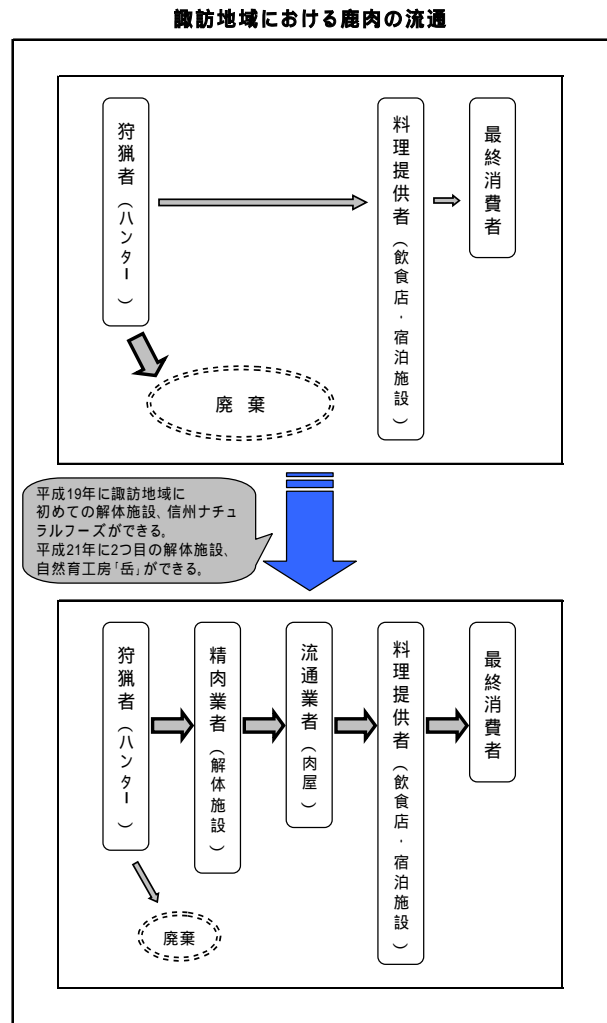 諏訪地域における鹿肉の流通
狩猟者（ハンター）
料理提供者（飲食店・宿泊施設）
最終消費者
廃 棄
平成19年に諏訪地域に
初めての解体施設、信州ナチュ
ラルフーズができる。
平成21年に2つ目の解体施設、
自然育工房「岳」ができる。
狩猟者（ハンター）
精肉業者（解体施設）
流通業者（肉屋）
料理提供者（飲食店・宿泊施設）
最終消費者
廃棄